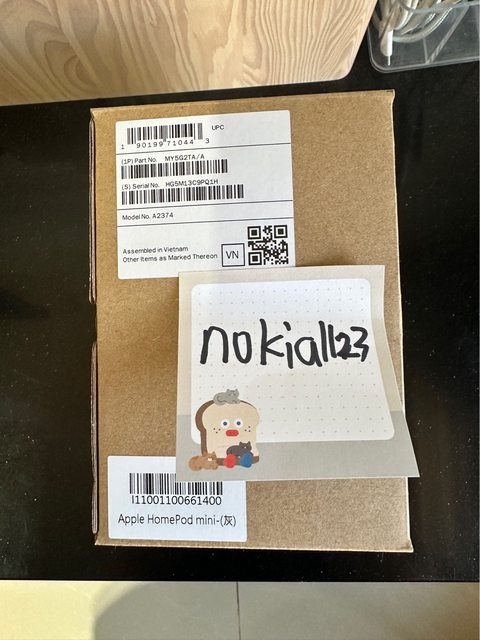 UPC
1 90199 71044 3
(1P) Part No. MY5G2TA/A
(S) Serial No. HG5M13C9PQ1H
Model No. A2374
Assembled in Vietnam
Other Items as Marked Thereon
VN
nokia1123
I11001100661400
Apple HomePod mini-(灰)